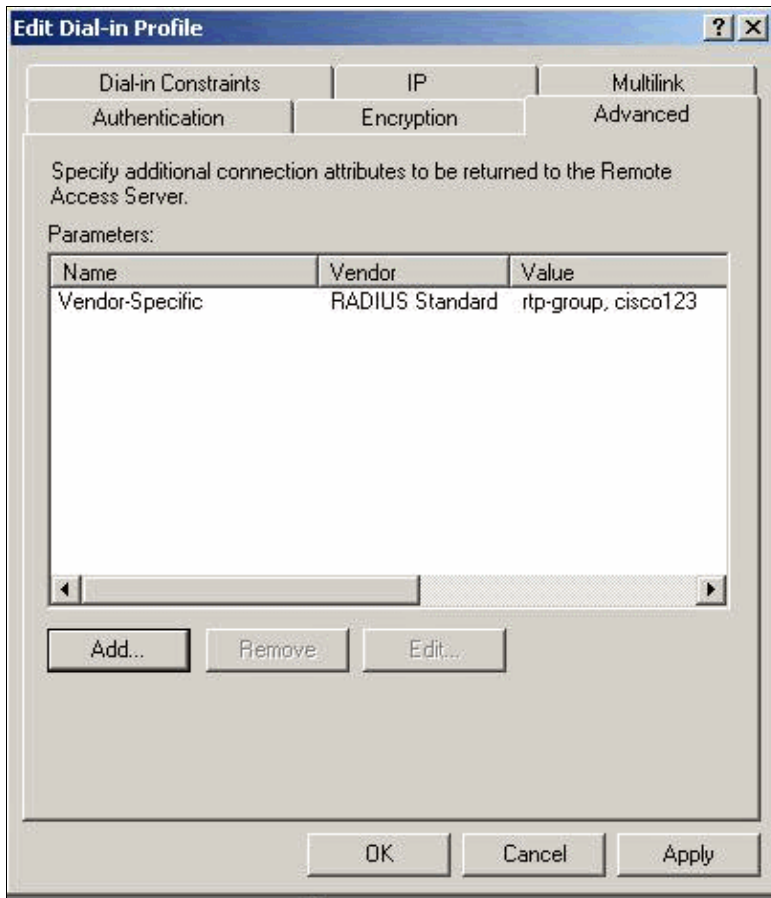 Edit Dial-in Profile
Dial-in Constraints IP Multilink
Authentication Encryption Advanced
Specify additional connection attributes to be returned to the Remote
Access Server.
Parameters:
Name Vendor Value
Vendor-Specific RADIUS Standard rtp-group, cisco123
Add... Remove Edit...
OK Cancel Apply